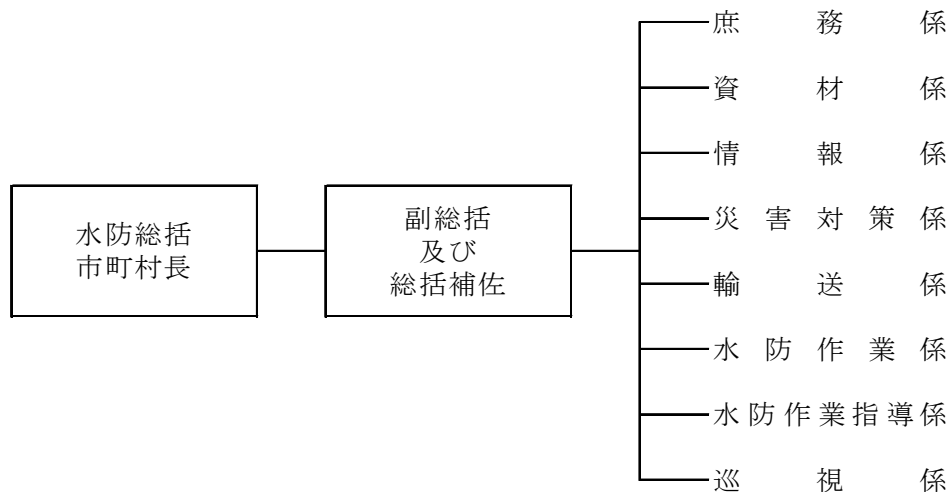 水防総括
市町村長
副総括
及び
総括補佐
庶務係
資材係
情報係
災害対策係
輸送係
水防作業係
水防作業指導係
巡視係